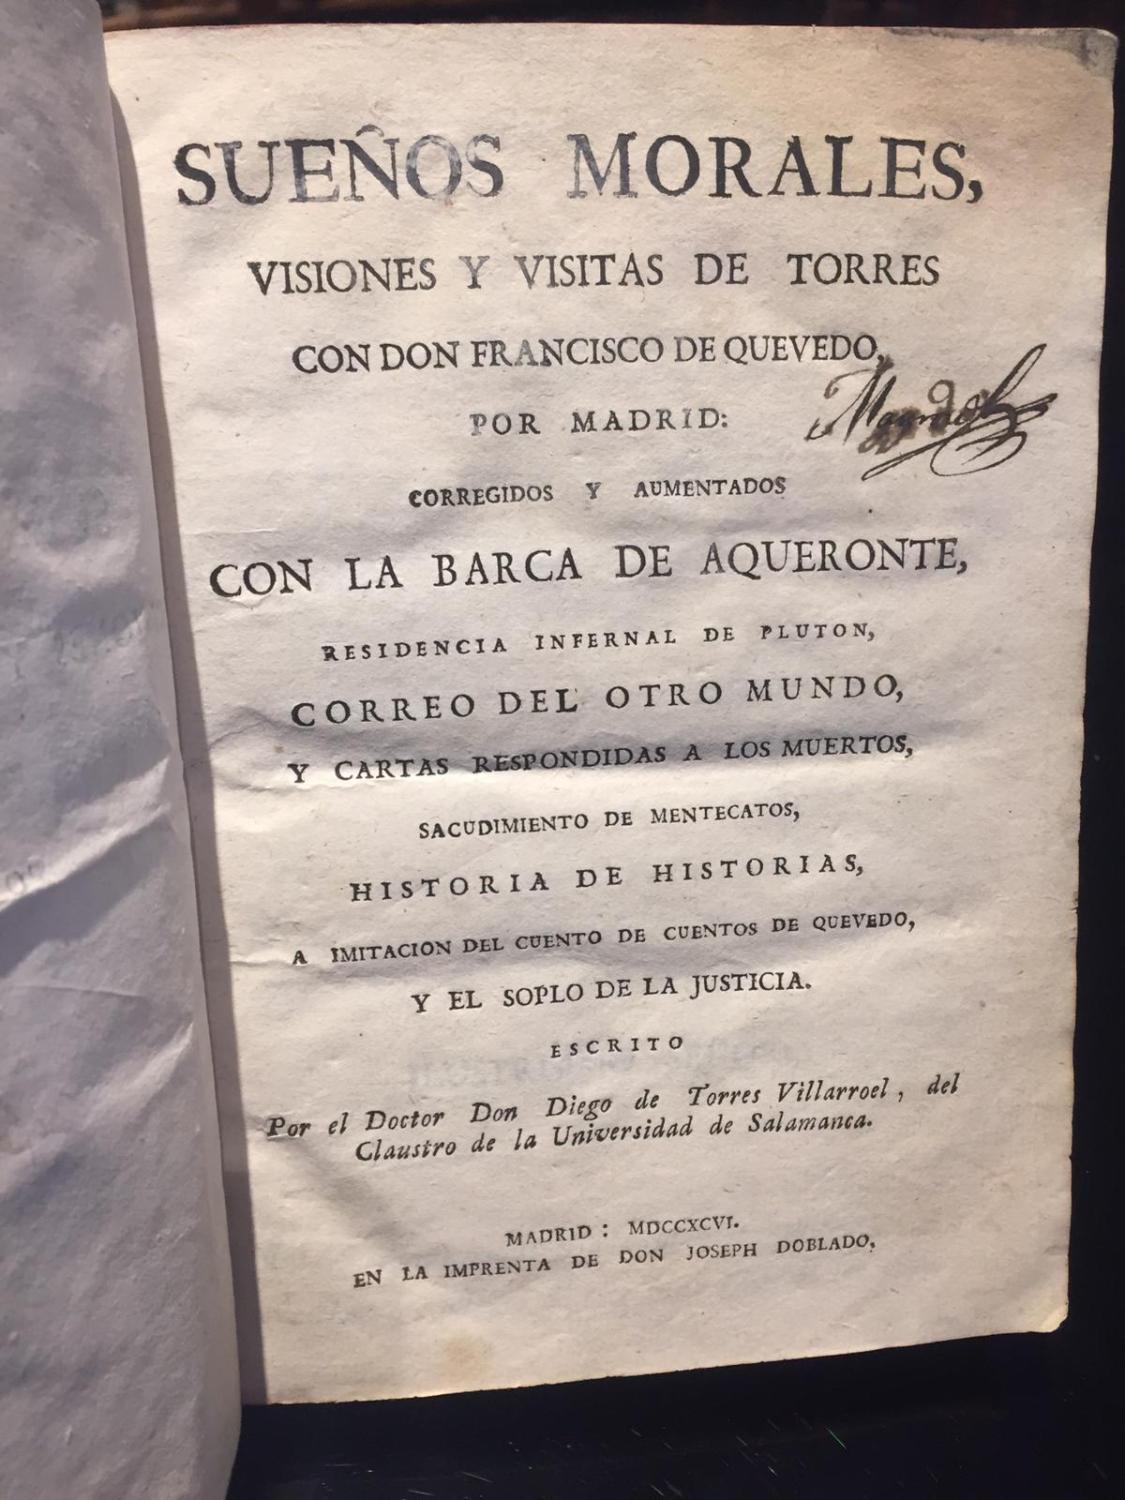 SUEÑOS MORALES,
VISIONES Y VISITAS DE TORRES
CON DON FRANCISCO DE QUEVEDO,
POR MADRID:
CORREGIDOS Y AUMENTADOS
CON LA BARCA DE AQUERONTE,
RESIDENCIA INFERNAL DE PLUTON,
CORREO DEL OTRO MUNDO,
Y CARTAS RESPONDIDAS A LOS MUERTOS,
SACUDIMIENTO DE MENTECATOS,
HISTORIA DE HISTORIAS,
A IMITACION DEL CUENTO DE CUENTOS DE QUEVEDO,
Y EL SOPLO DE LA JUSTICIA.
ESCRITO
Por el Doctor Don Diego de Torres Villarroel, del
Claustro de la Universidad de Salamanca.
MADRID: MDCCXCVI.
EN LA IMPRENTA DE DON JOSEPH DOBLADO,